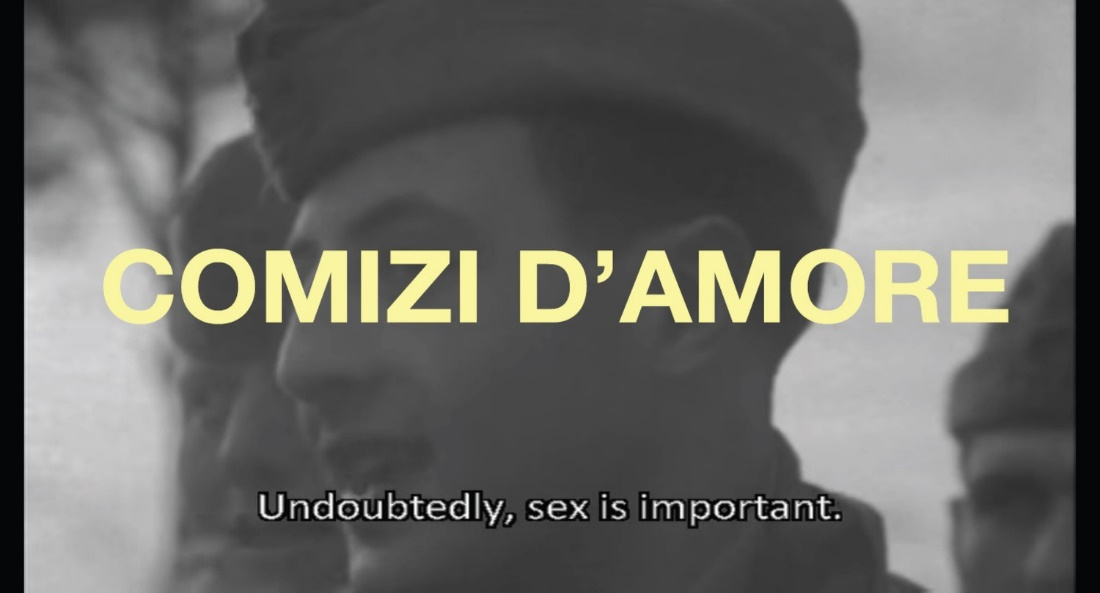 COMIZI D’AMORE
Undoubtedly, sex is important.